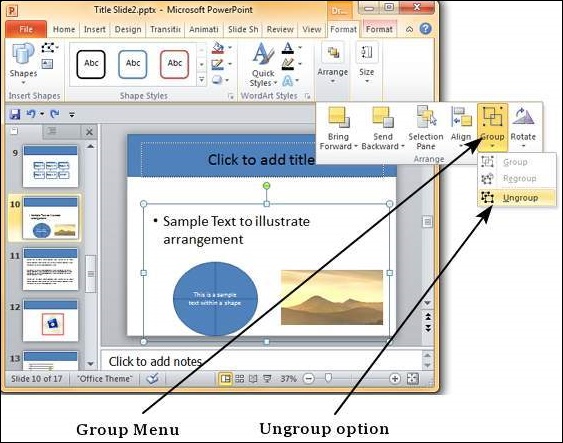 Title Slide2.pptx - Microsoft PowerPoint
Dr...
File Home Insert Design Transitii Animati Slide Sh Review View Format Format
Shapes
Abc Abc Abc
Quick Styles
Arrange
Size
Insert Shapes Shape Styles WordArt Styles
Bring Forward
Send Backward
Selection Pane
Align
Group
Rotate
Arrange
Group
Regroup
Ungroup
9
10
11
12
13
Click to add title
• Sample Text to illustrate
arrangement
This is a sample
text within a shape
Click to add notes
Slide 10 of 17 "Office Theme" 37%
Group Menu Ungroup option